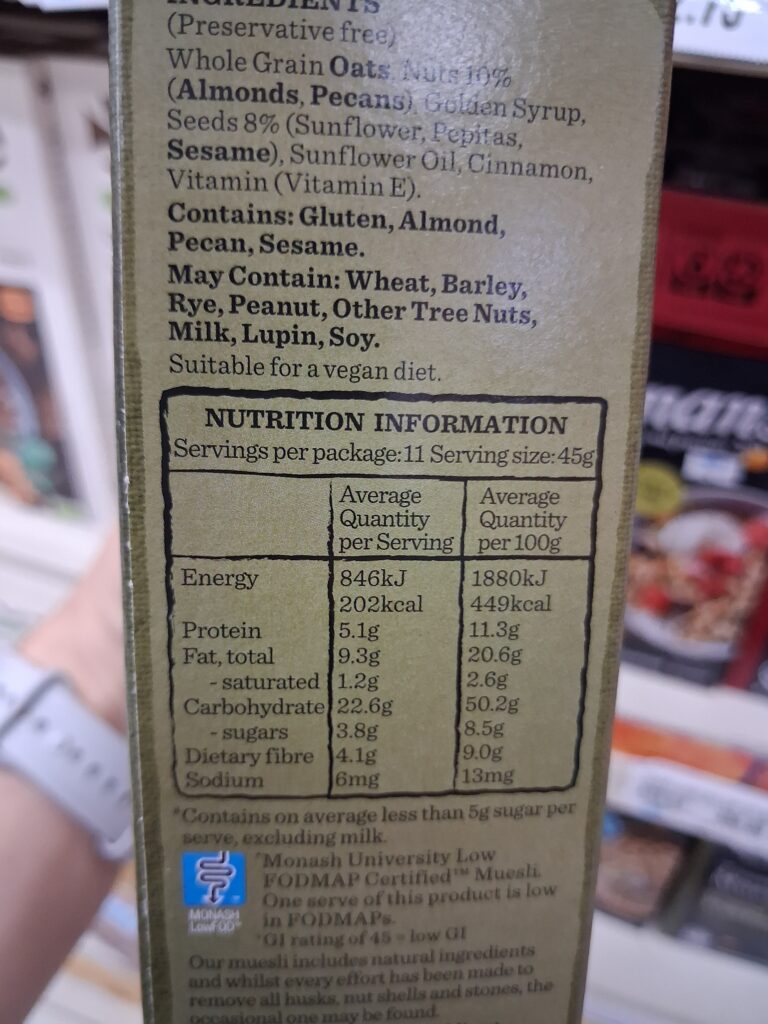 INGREDIENTS
(Preservative free)
Whole Grain Oats, Nuts 10%
(Almonds, Pecans), Golden Syrup,
Seeds 8% (Sunflower, Pepitas,
Sesame), Sunflower Oil, Cinnamon,
Vitamin (Vitamin E).
Contains: Gluten, Almond,
Pecan, Sesame.
May Contain: Wheat, Barley,
Rye, Peanut, Other Tree Nuts,
Milk, Lupin, Soy.
Suitable for a vegan diet.
NUTRITION INFORMATION
Servings per package: 11 Serving size: 45g
Average Quantity per Serving Average Quantity per 100g
Energy 846kJ 1880kJ
202kcal 449kcal
Protein 5.1g 11.3g
Fat, total 9.3g 20.6g
- saturated 1.2g 2.6g
Carbohydrate 22.6g 50.2g
- sugars 3.8g 8.5g
Dietary fibre 4.1g 9.0g
Sodium 6mg 13mg
*Contains on average less than 5g sugar per
serve, excluding milk.
MONASH
LowFOD
^Monash University Low
FODMAP Certified™ Muesli.
One serve of this product is low
in FODMAPs.
*GI rating of 45 = low GI
Our muesli includes natural ingredients
and whilst every effort has been made to
remove all husks, nut shells and stones, the
occasional one may be found.